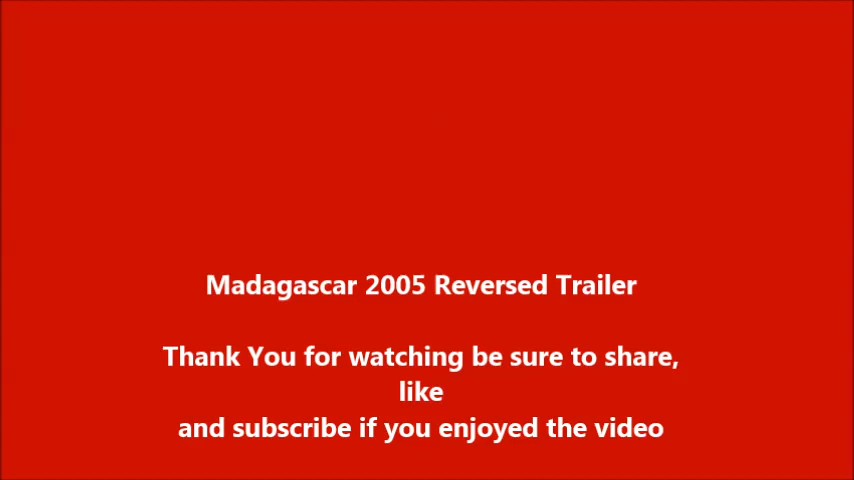 Madagascar 2005 Reversed Trailer
Thank You for watching be sure to share,
like
and subscribe if you enjoyed the video